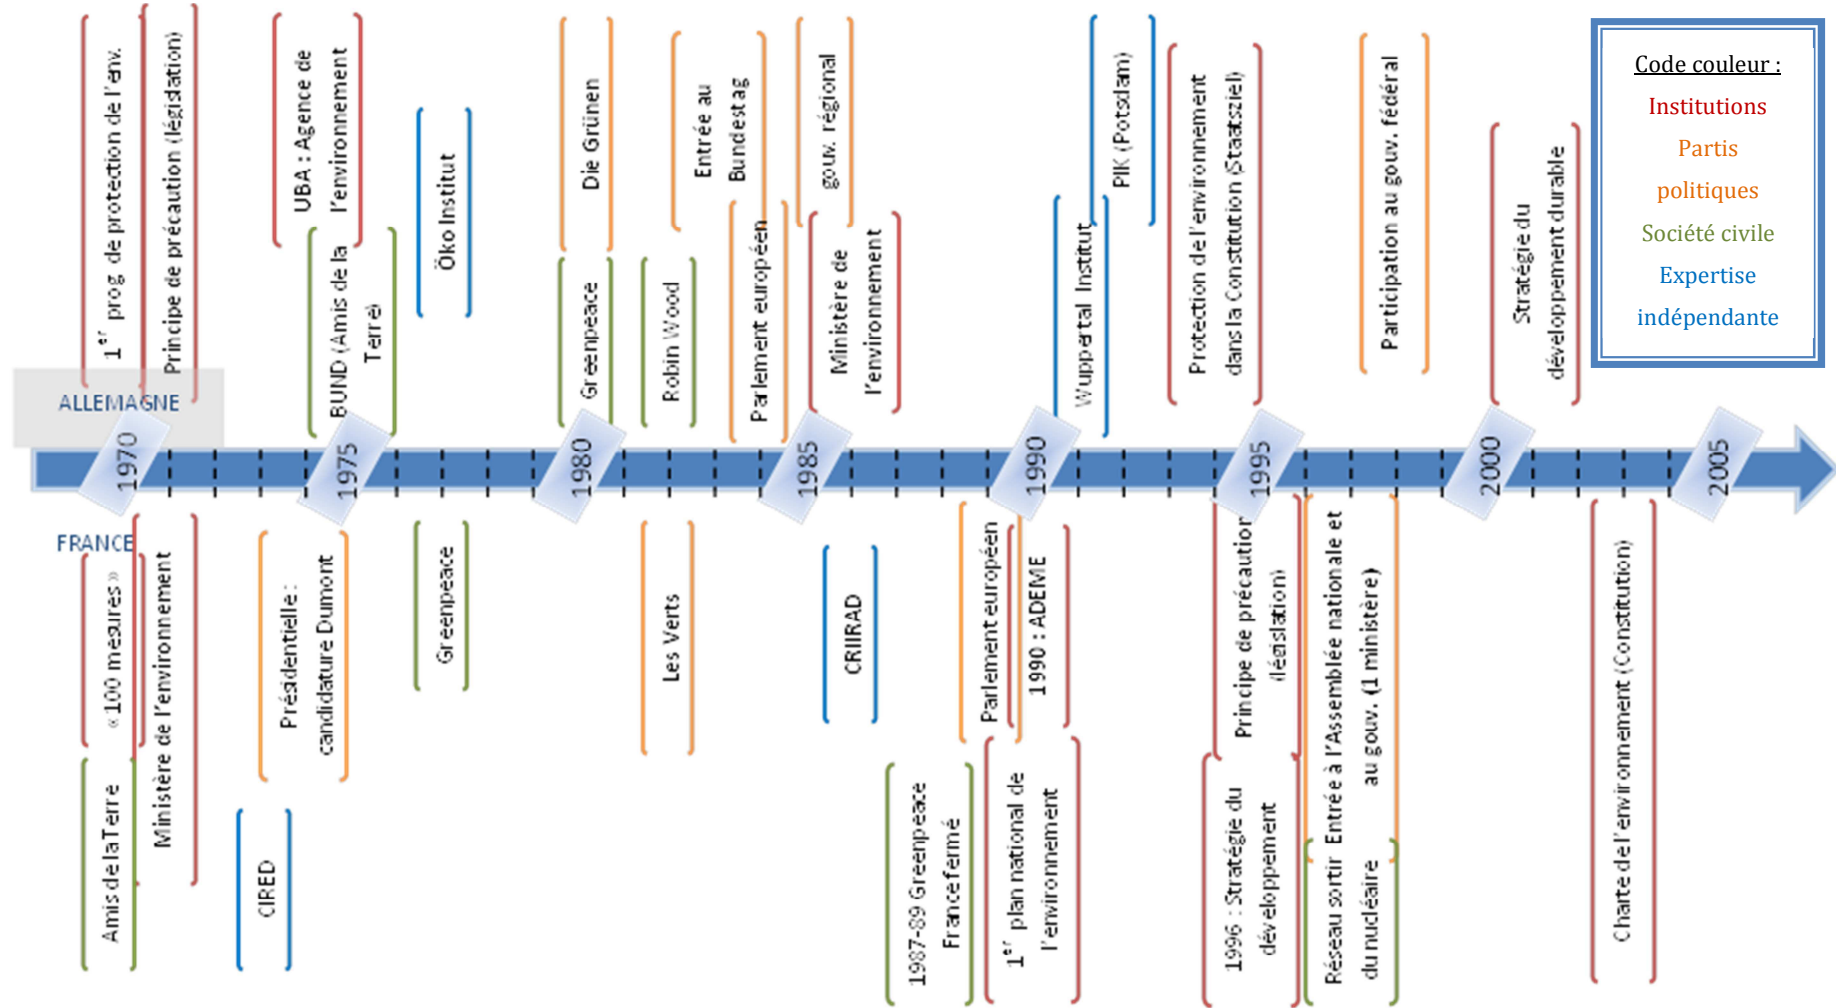 1er prog de protection de l'env.
Principe de précaution (législation)
UBA : Agence de
l'environnement
BUND (Amis de la
Terre)
Öko Institut
Die Grünen
Greenpeace
Robin Wood
Entrée au
Bundestag
Parlement européen
gouv. régional
Ministère de
l'environnement
Wuppertal Institut
PIK (Potsdam)
Protection de l'environnement
dans la Constitution (Staatsziel)
Participation au gouv. fédéral
Stratégie du
développement durable
Code couleur :
Institutions
Partis
politiques
Société civile
Expertise
indépendante
ALLEMAGNE
1970
1975
1980
1985
1990
1995
2000
2005
FRANCE
«100 mesures »
Amis de la Terre
Ministère de l'environnement
CIRED
Présidentielle :
candidature Dumont
Greenpeace
Les Verts
CRIIRAD
1987-89 Greenpeace
France fermé
Parlement européen
1990 : ADEME
1er plan national de
l'environnement
Principe de précaution
(législation)
1996 : Stratégie du
développement
Entrée à l'Assemblée nationale et
au gouv. (1 ministère)
Réseau sortir
du nucléaire
Charte de l'environnement (Constitution)